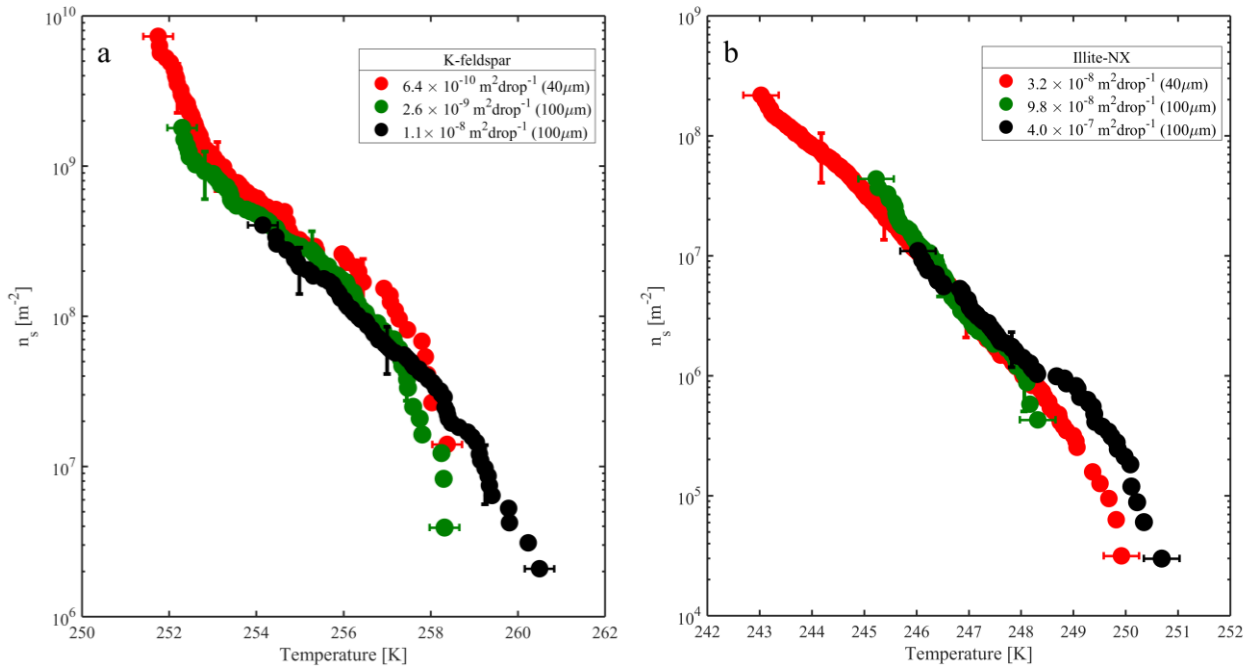 a
K-feldspar
6.4 × 10⁻¹⁰ m²drop⁻¹ (40μm)
2.6 × 10⁻⁹ m²drop⁻¹ (100μm)
1.1× 10⁻⁸ m²drop⁻¹ (100μm)
10¹⁰
10⁹
10⁸
10⁷
10⁶
nₛ [m⁻²]
250 252 254 256 258 260 262
Temperature [K]
b
Illite-NX
3.2 × 10⁻⁸ m²drop⁻¹ (40μm)
9.8 × 10⁻⁸ m²drop⁻¹ (100μm)
4.0 × 10⁻⁷ m²drop⁻¹ (100μm)
10⁹
10⁸
10⁷
10⁶
10⁵
10⁴
nₛ [m⁻²]
242 243 244 245 246 247 248 249 250 251 252
Temperature [K]